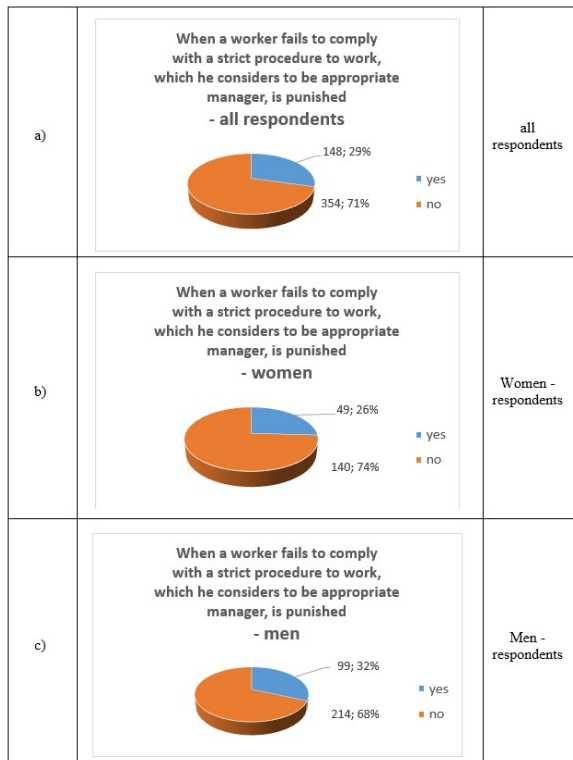 a)
When a worker fails to comply
with a strict procedure to work,
which he considers to be appropriate
manager, is punished
- all respondents
148; 29%
354; 71%
yes
no
all
respondents
b)
When a worker fails to comply
with a strict procedure to work,
which he considers to be appropriate
manager, is punished
- women
49; 26%
140; 74%
yes
no
Women -
respondents
c)
When a worker fails to comply
with a strict procedure to work,
which he considers to be appropriate
manager, is punished
- men
99; 32%
214; 68%
yes
no
Men -
respondents